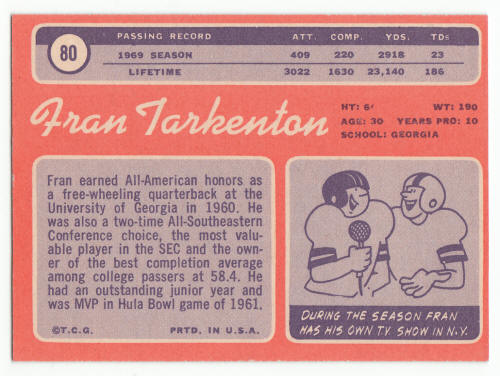 80
PASSING RECORD ATT. COMP. YDS. TDs
1969 SEASON 409 220 2918 23
LIFETIME 3022 1630 23,140 186
Fran Tarkenton
HT: 6' WT: 190
AGE: 30 YEARS PRO: 10
SCHOOL: GEORGIA
Fran earned All-American honors as
a free-wheeling quarterback at the
University of Georgia in 1960. He
was also a two-time All-Southeastern
Conference choice, the most valu-
able player in the SEC and the own-
er of the best completion average
among college passers at 58.4. He
had an outstanding junior year and
was MVP in Hula Bowl game of 1961.
©T.C.G. PRTD. IN U.S.A.
DURING THE SEASON FRAN
HAS HIS OWN TV SHOW IN N.Y.